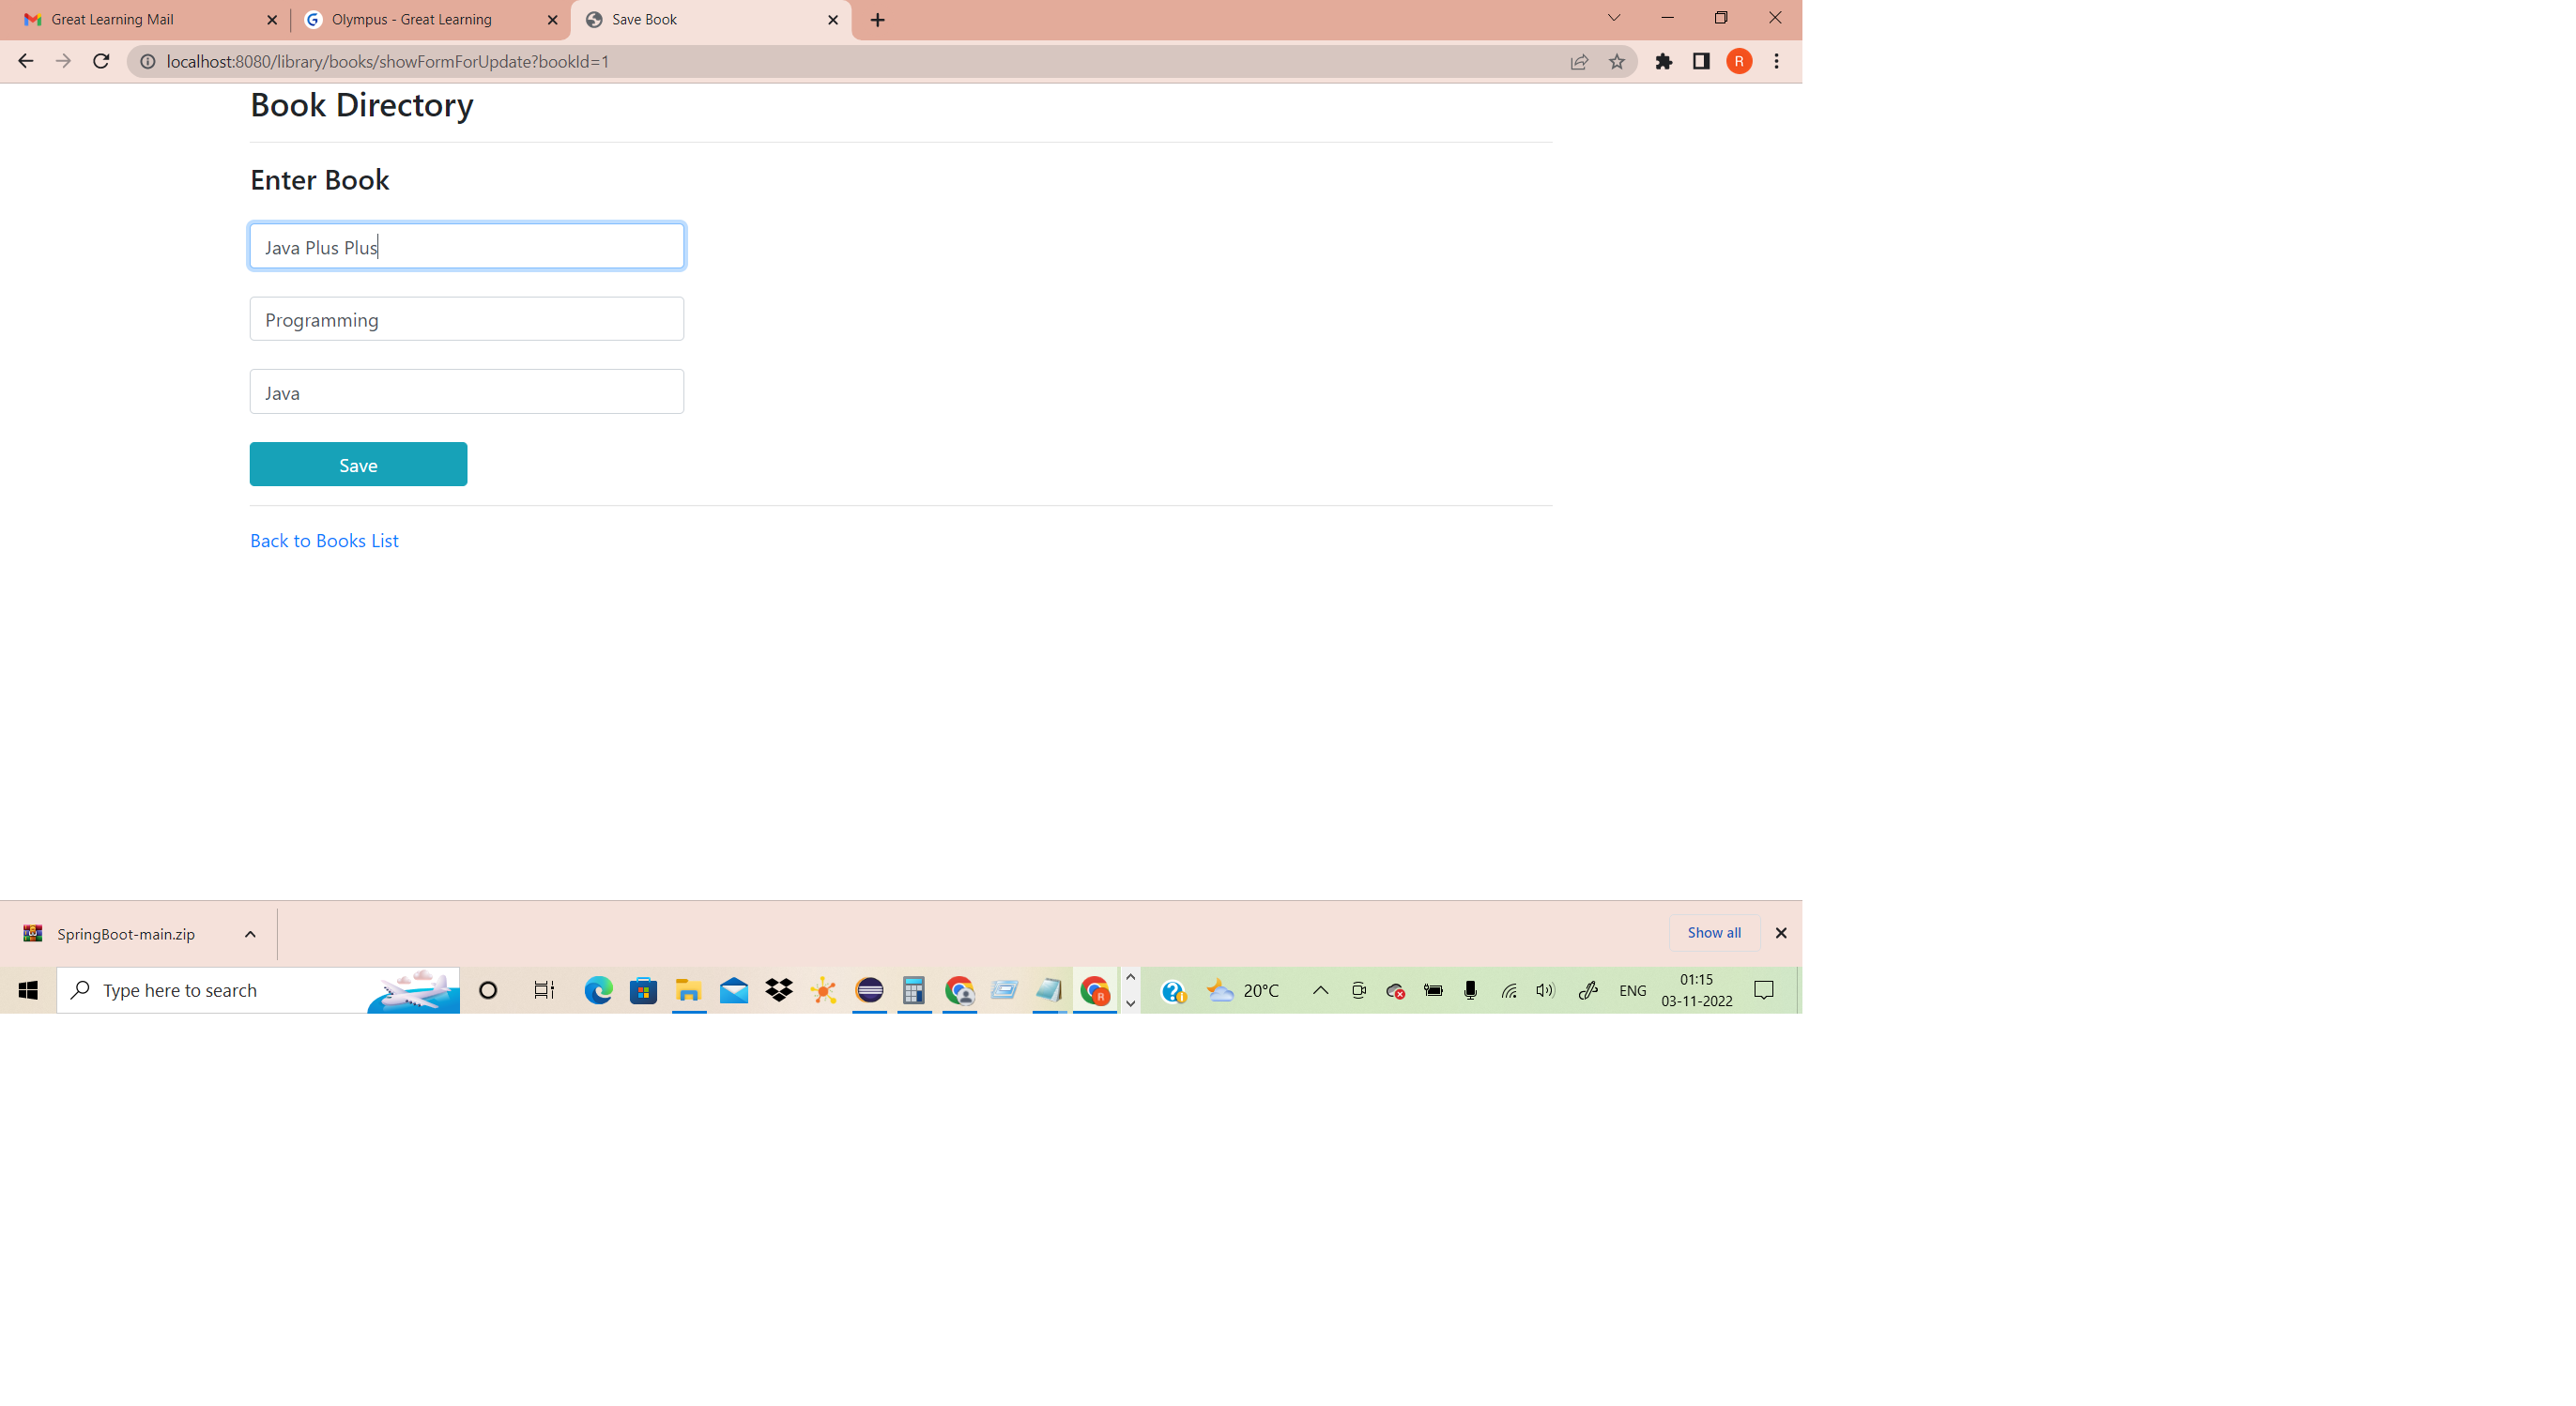 Great Learning Mail
Olympus - Great Learning
Save Book
localhost:8080/library/books/showFormForUpdate?bookId=1
R
Book Directory
Enter Book
Java Plus Plus
Programming
Java
Save
Back to Books List
SpringBoot-main.zip
Show all
Type here to search
R
20°C
ENG
01:15
03-11-2022